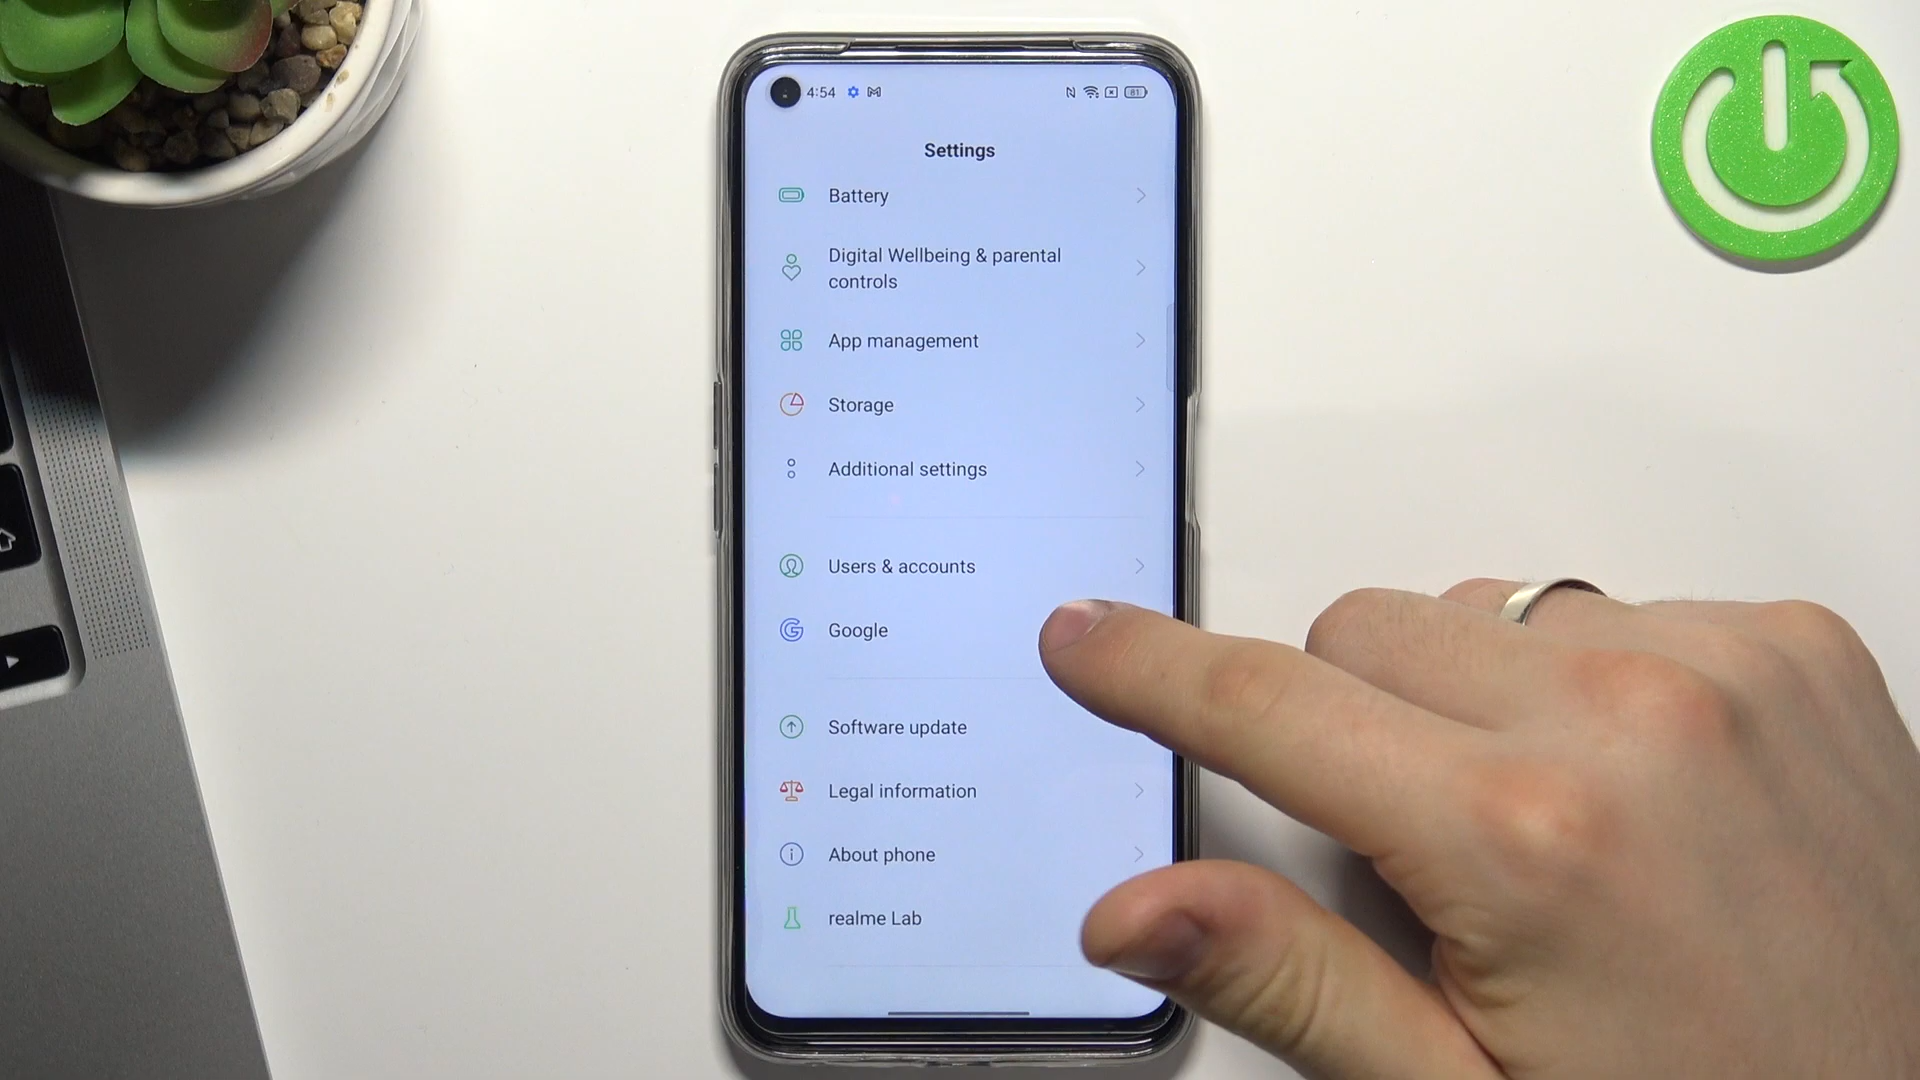 4:54
81
Settings
Battery
Digital Wellbeing & parental
controls
App management
Storage
Additional settings
Users & accounts
Google
Software update
Legal information
About phone
realme Lab